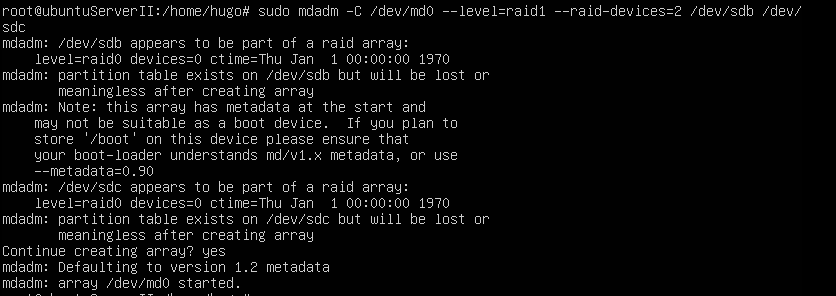 root@ubuntuServerII:/home/hugo# sudo mdadm -C /dev/md0 --level=raid1 --raid-devices=2 /dev/sdb /dev/
sdc
mdadm: /dev/sdb appears to be part of a raid array:
    level=raid0 devices=0 ctime=Thu Jan  1 00:00:00 1970
mdadm: partition table exists on /dev/sdb but will be lost or
       meaningless after creating array
mdadm: Note: this array has metadata at the start and
    may not be suitable as a boot device.  If you plan to
    store '/boot' on this device please ensure that
    your boot-loader understands md/v1.x metadata, or use
    --metadata=0.90
mdadm: /dev/sdc appears to be part of a raid array:
    level=raid0 devices=0 ctime=Thu Jan  1 00:00:00 1970
mdadm: partition table exists on /dev/sdc but will be lost or
       meaningless after creating array
Continue creating array? yes
mdadm: Defaulting to version 1.2 metadata
mdadm: array /dev/md0 started.